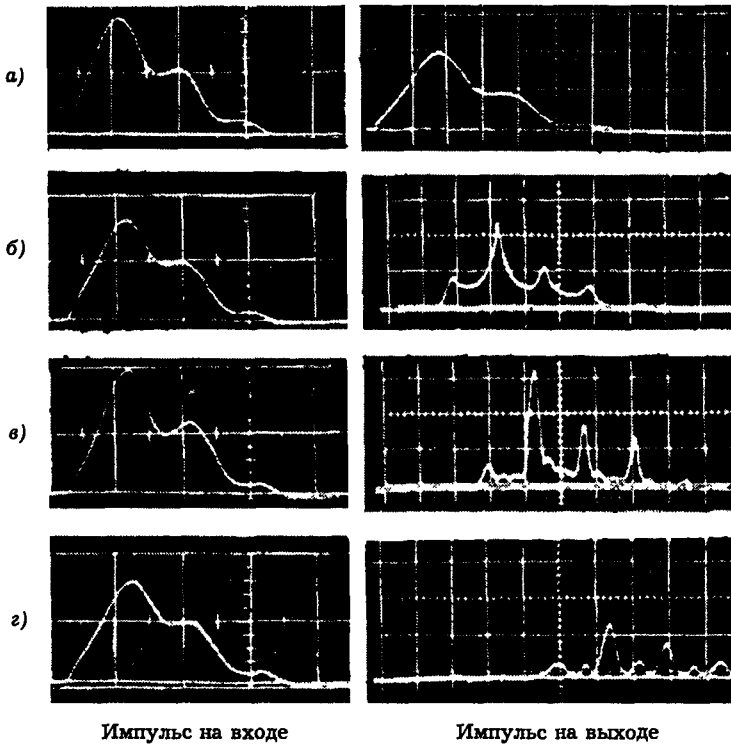 а)
б)
в)
г)
Импульс на входе
Импульс на выходе